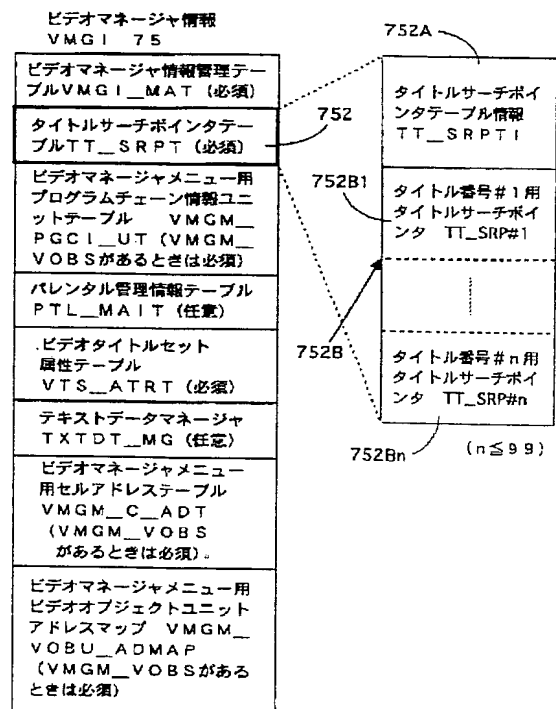 ビデオマネージャ情報
VMGI 75
ビデオマネージャ情報管理テー
ブルVMGI__MAT (必須)
タイトルサーチポインタテー
ブルTT__SRPT (必須)
ビデオマネージャメニュー用
プログラムチェーン情報ユニ
ットテーブル VMGM__
PGCI__UT (VMGM__
VOBSがあるときは必須)
パレンタル管理情報テーブル
PTL__MAIT (任意)
.ビデオタイトルセット
属性テーブル
VTS__ATRT (必須)
テキストデータマネージャ
TXTDT__MG (任意)
ビデオマネージャメニュー
用セルアドレステーブル
VMGM__C__ADT
(VMGM__VOBS
があるときは必須)。
ビデオマネージャメニュー用
ビデオオブジェクトユニット
アドレスマップ VMGM__
VOBU__ADMAP
(VMGM__VOBSがある
ときは必須)
752
752A
タイトルサーチポイ
ンタテーブル情報
TT__SRPTI
752B1
タイトル番号#1用
タイトルサーチポイ
ンタ TT_SRP#1
752B
タイトル番号#n用
タイトルサーチポイ
ンタ TT_SRP#n
752Bn
(n≦99)